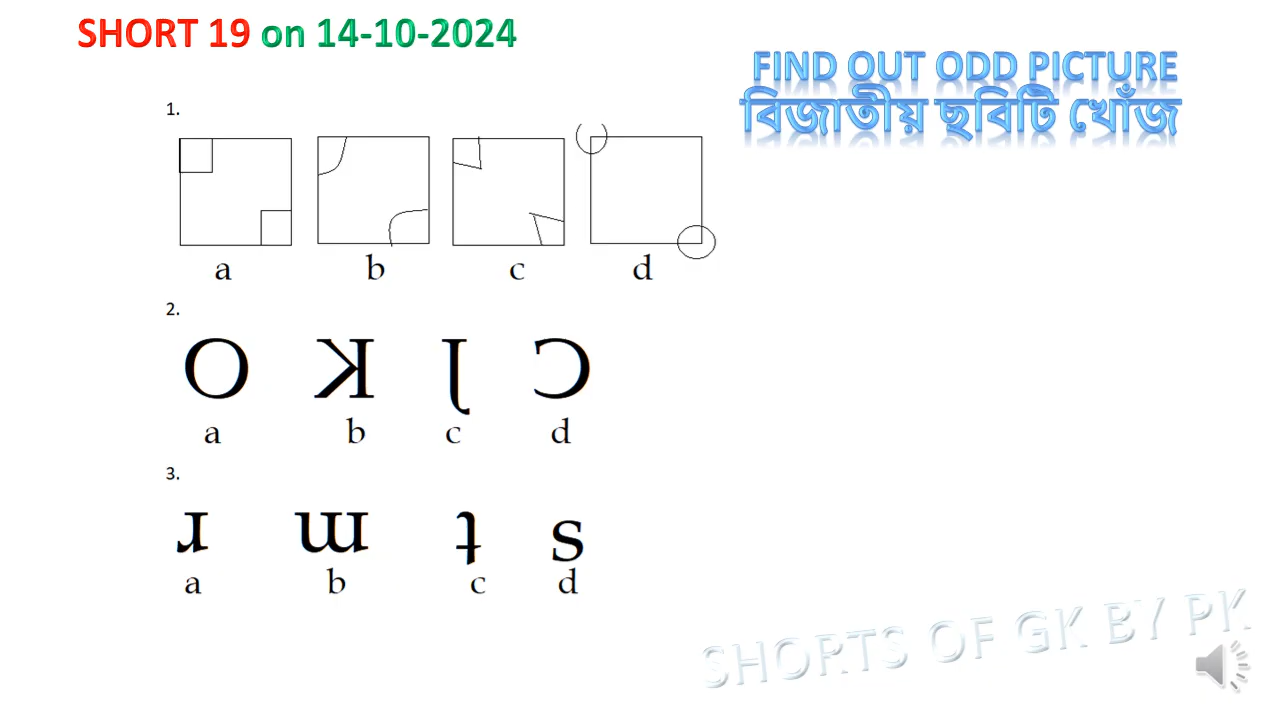 SHORT 19 on 14-10-2024
FIND OUT ODD PICTURE
বিজাতীয় ছবিটি খোঁজ
1.
a b c d
2.
O K J C
a b c d
3.
r m t s
a b c d
SHORTS OF GK BY PK